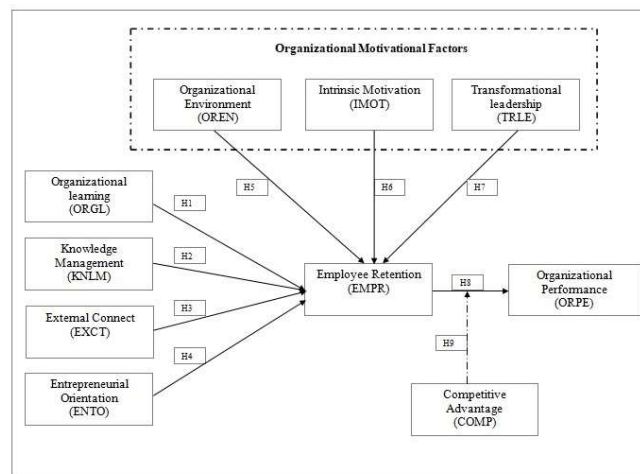 Organizational Motivational Factors
Organizational
Environment
(OREN)
Intrinsic Motivation
(IMOT)
Transformational
leadership
(TRLE)
H5
H6
H7
Organizational
learning
(ORGL)
H1
Knowledge
Management
(KNLM)
H2
External Connect
(EXCT)
H3
Entrepreneurial
Orientation
(ENTO)
H4
Employee Retention
(EMPR)
H8
Organizational
Performance
(ORPE)
H9
Competitive
Advantage
(COMP)